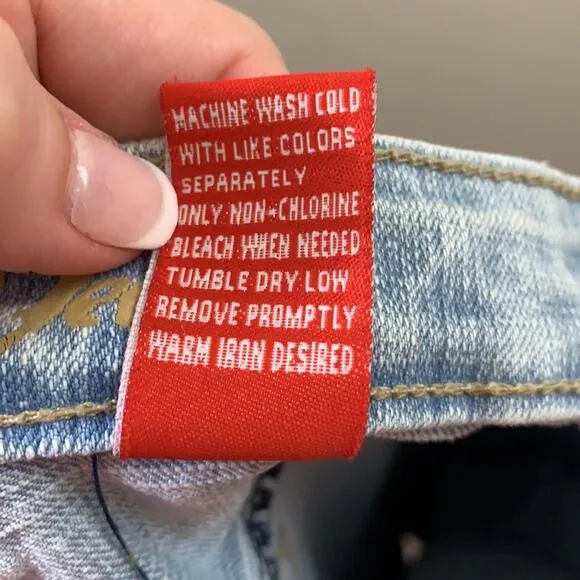 MACHINE WASH COLD
WITH LIKE COLORS
SEPARATELY
ONLY NON-CHLORINE
BLEACH WHEN NEEDED
TUMBLE DRY LOW
REMOVE PROMPTLY
WARM IRON DESIRED